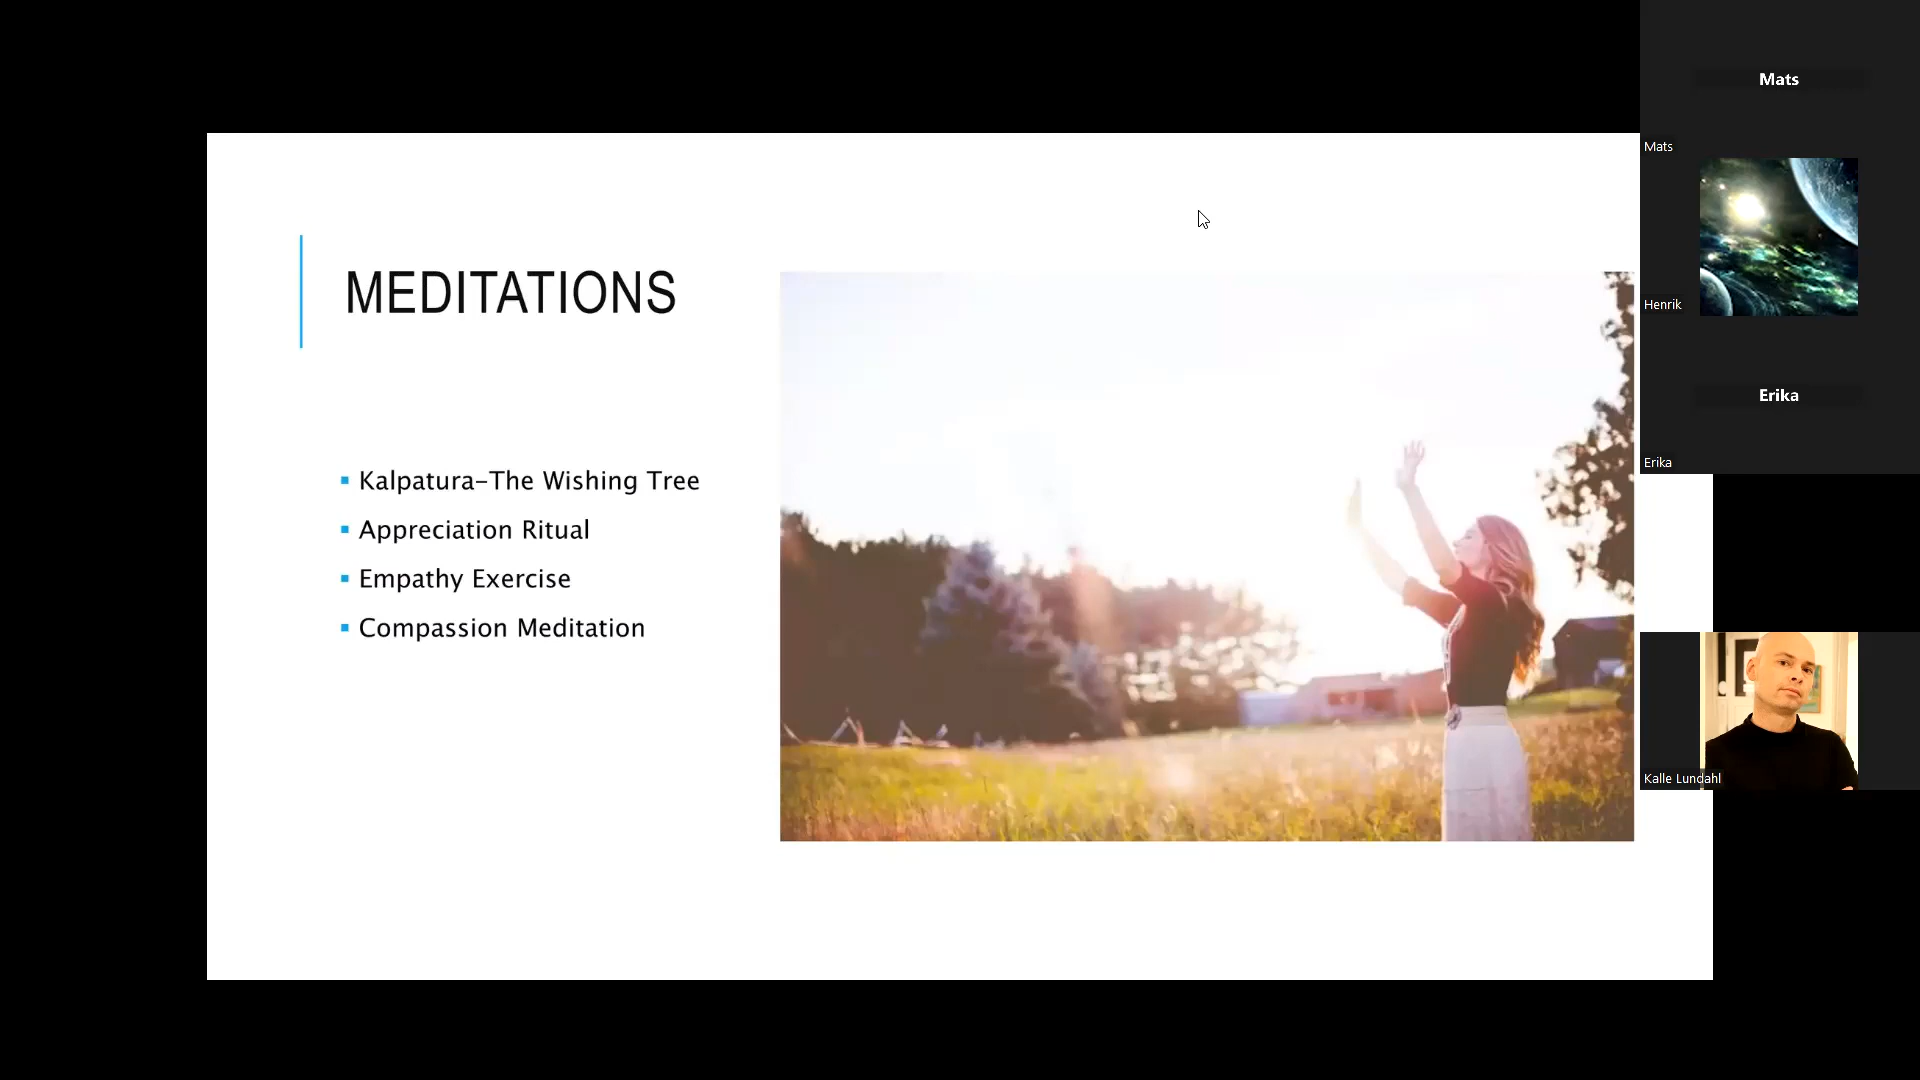 MEDITATIONS
Kalpatura-The Wishing Tree
Appreciation Ritual
Empathy Exercise
Compassion Meditation
Mats
Mats
Henrik
Erika
Erika
Kalle Lundahl